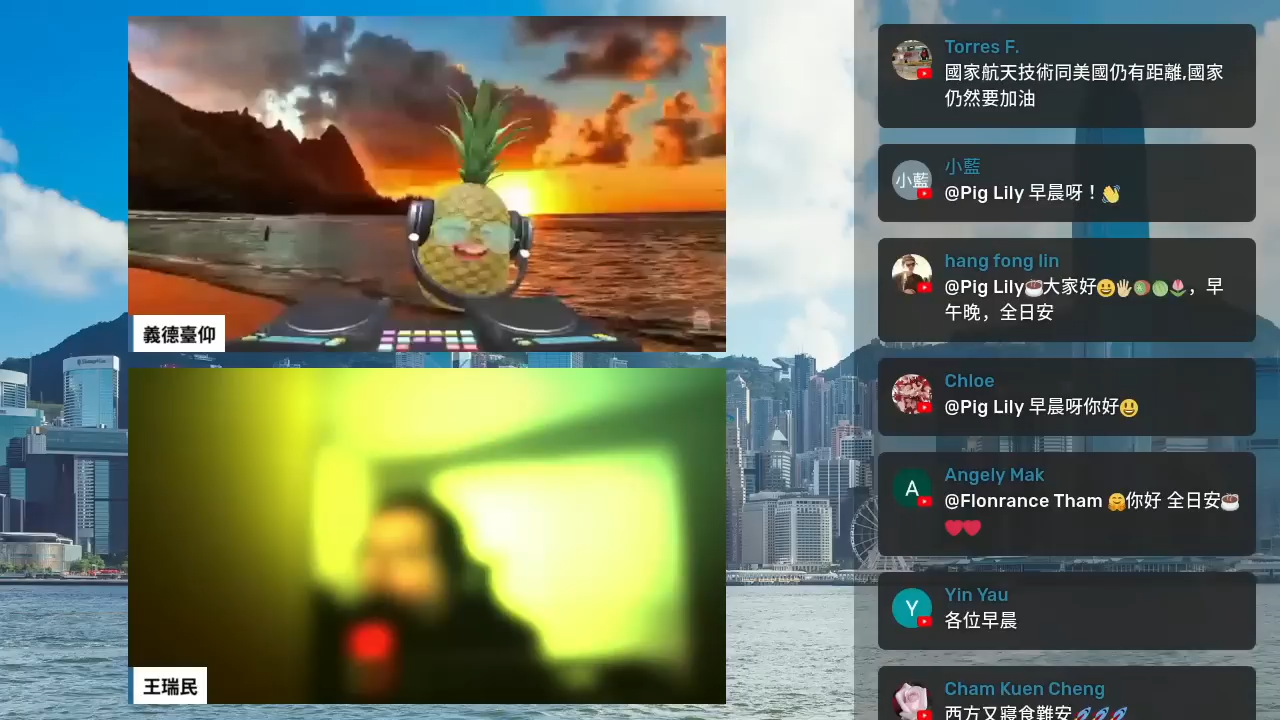 義德臺仰
王瑞民
Torres F.
國家航天技術同美國仍有距離,國家
仍然要加油
小藍
小藍
@Pig Lily 早晨呀！👋
hang fong lin
@Pig Lily☕大家好😃🖐🥝🍈🌷，早
午晚，全日安
Chloe
@Pig Lily 早晨呀你好😃
A
Angely Mak
@Flonrance Tham 🤗你好 全日安☕
❤❤
Y
Yin Yau
各位早晨
Cham Kuen Cheng
西方又寢食難安🚀🚀🚀